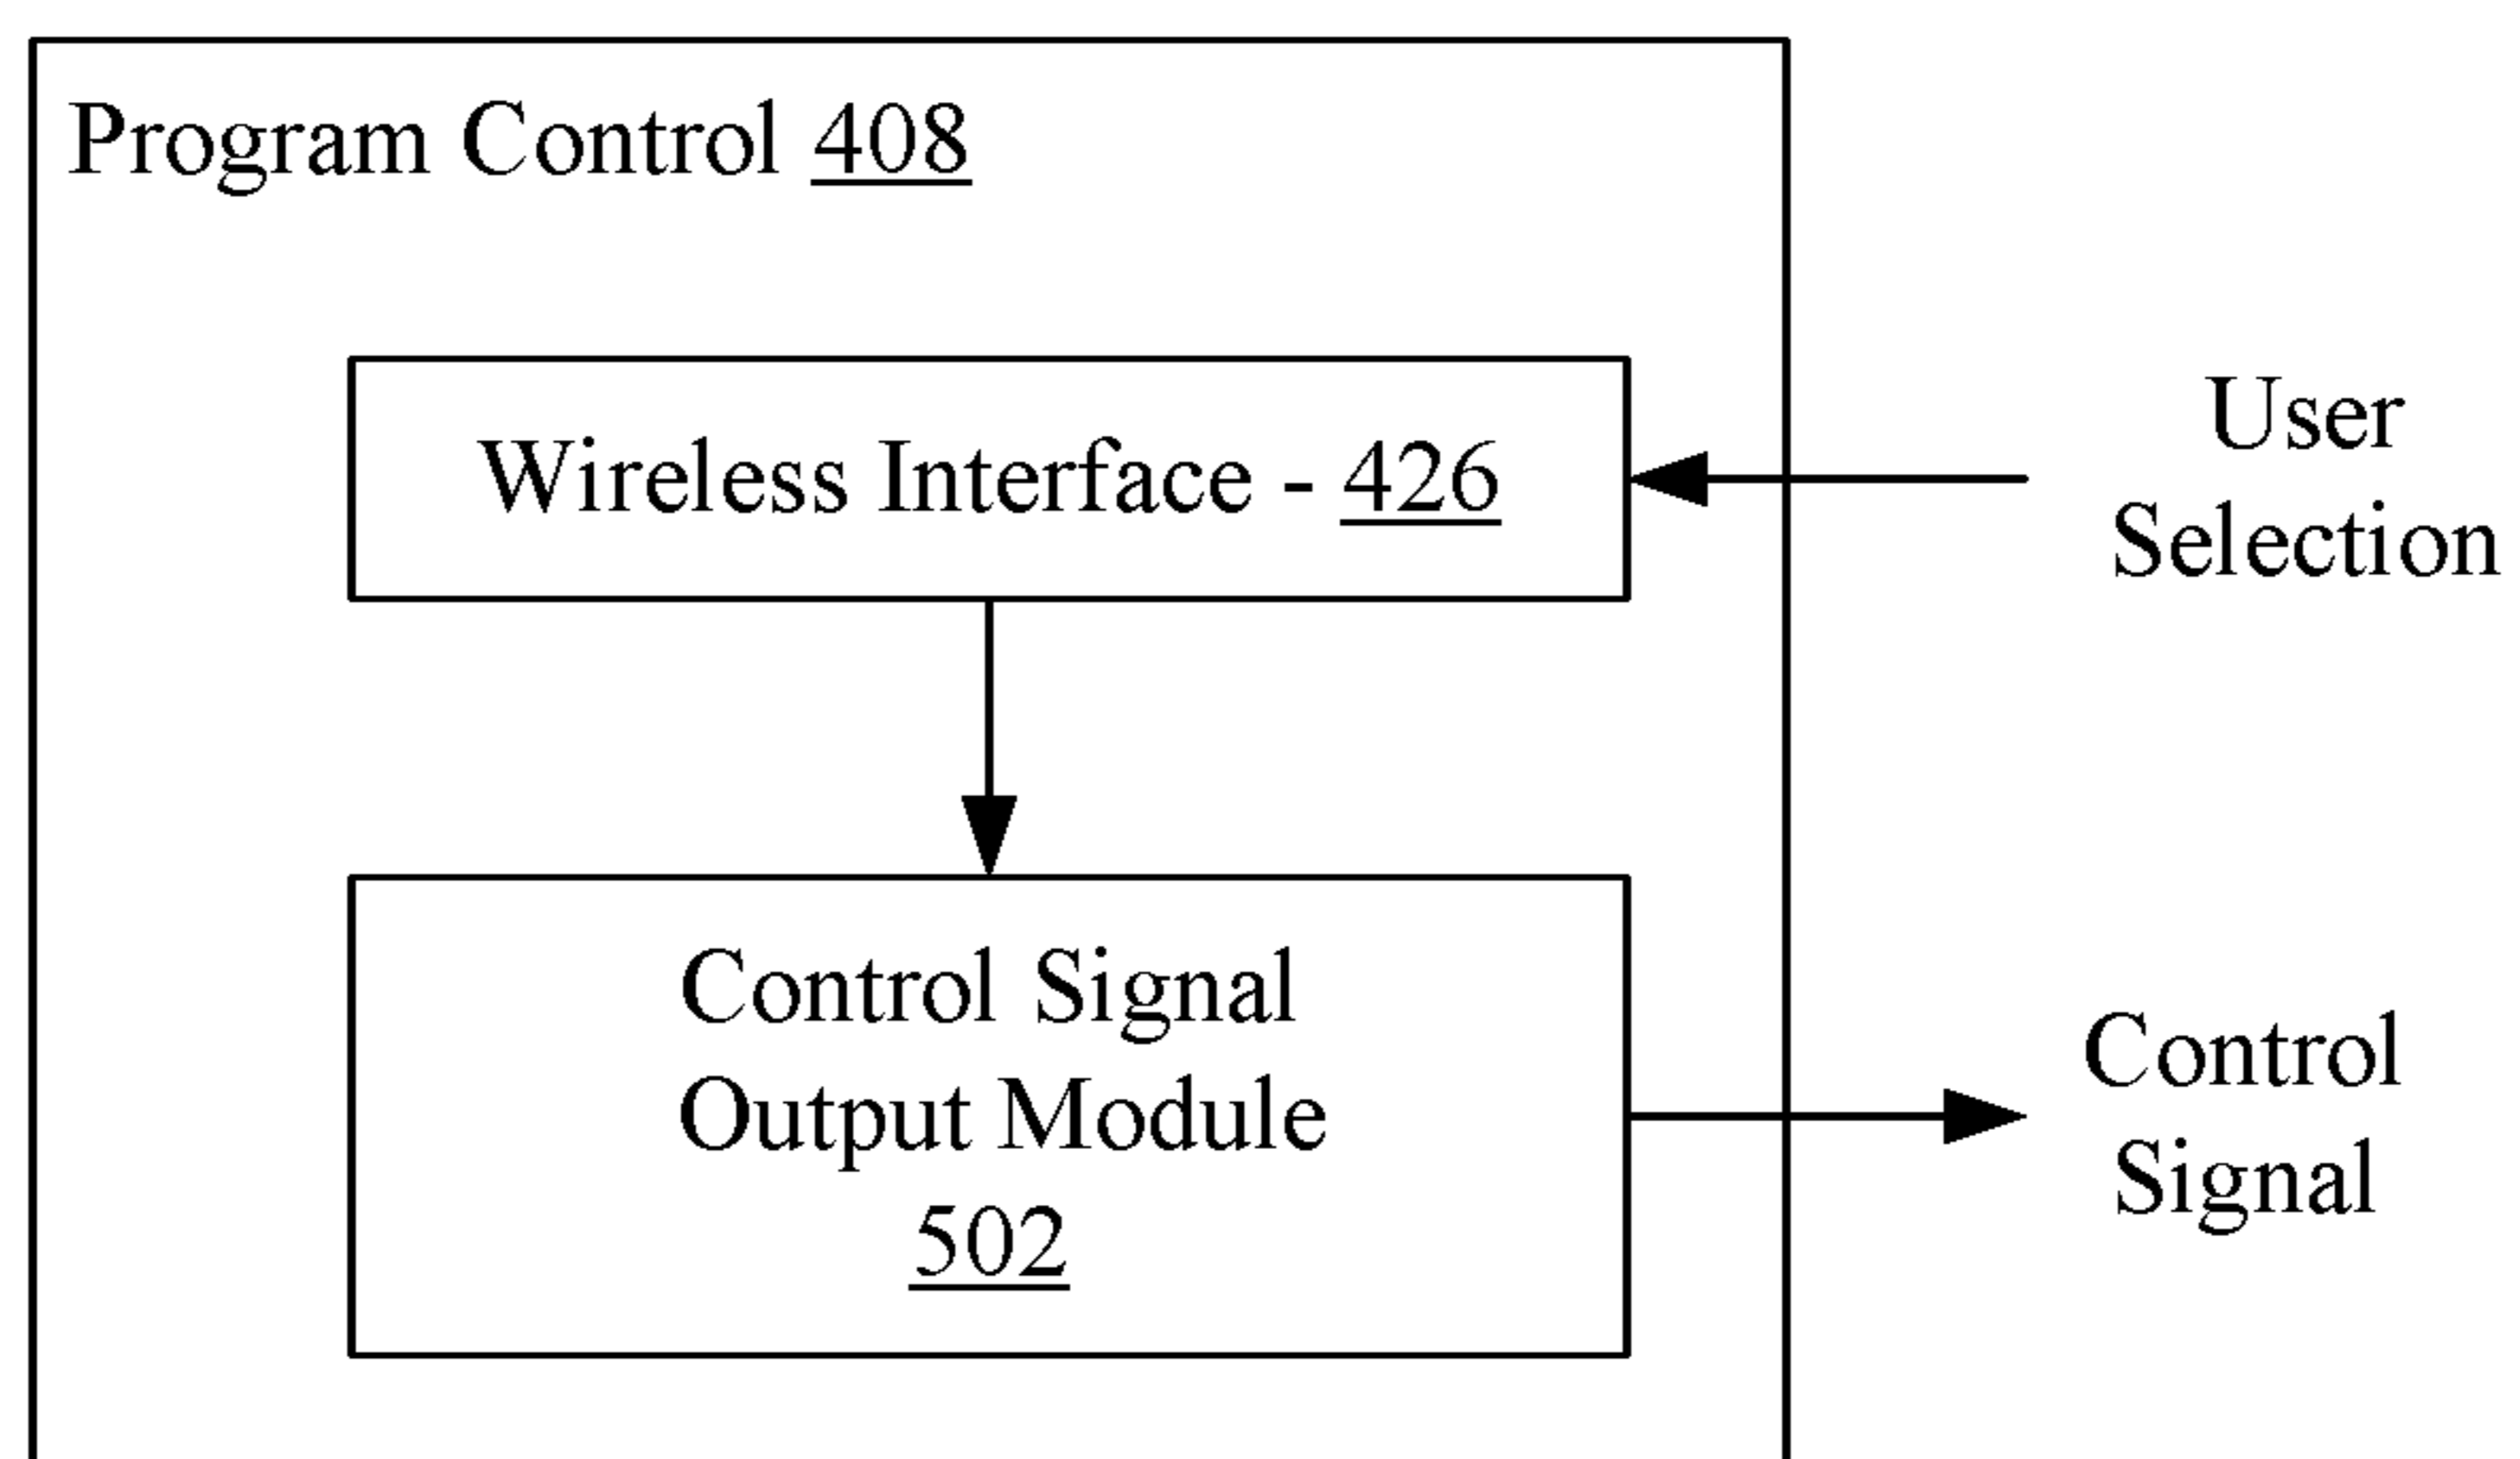 Program Control 408
Wireless Interface - 426
User
Selection
Control Signal
Output Module
502
Control
Signal